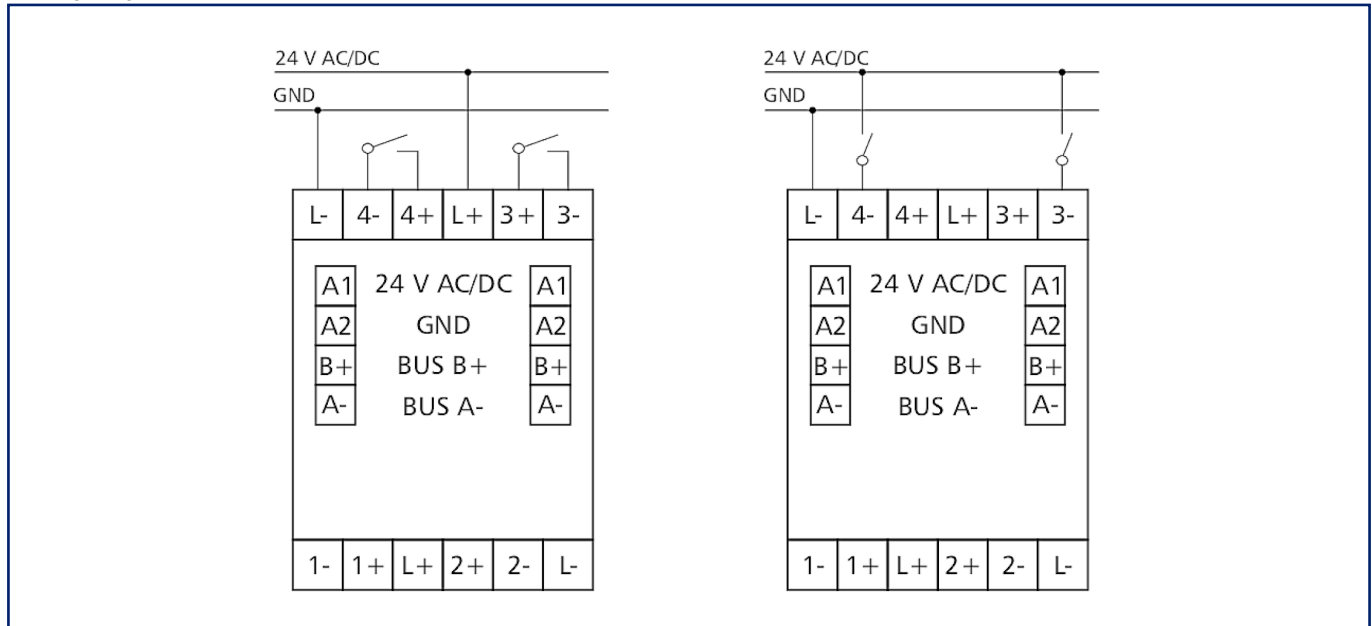 24 V AC/DC
GND
L- 4- 4+ L+ 3+ 3-
A1 24 V AC/DC A1
A2 GND A2
B+ BUS B+ B+
A- BUS A- A-
1- 1+ L+ 2+ 2- L-
24 V AC/DC
GND
L- 4- 4+ L+ 3+ 3-
A1 24 V AC/DC A1
A2 GND A2
B+ BUS B+ B+
A- BUS A- A-
1- 1+ L+ 2+ 2- L-